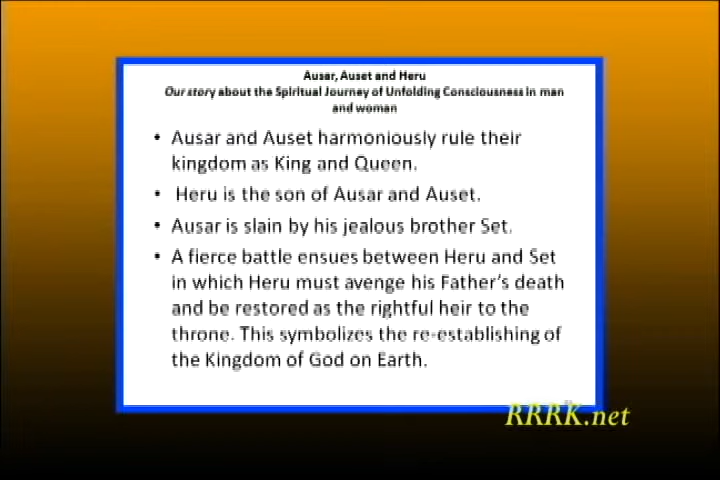 Ausar, Auset and Heru
Our story about the Spiritual Journey of Unfolding Consciousness in man
and woman
• Ausar and Auset harmoniously rule their
kingdom as King and Queen.
• Heru is the son of Ausar and Auset.
• Ausar is slain by his jealous brother Set.
• A fierce battle ensues between Heru and Set
in which Heru must avenge his Father's death
and be restored as the rightful heir to the
throne. This symbolizes the re-establishing of
the Kingdom of God on Earth.
RRRK.net